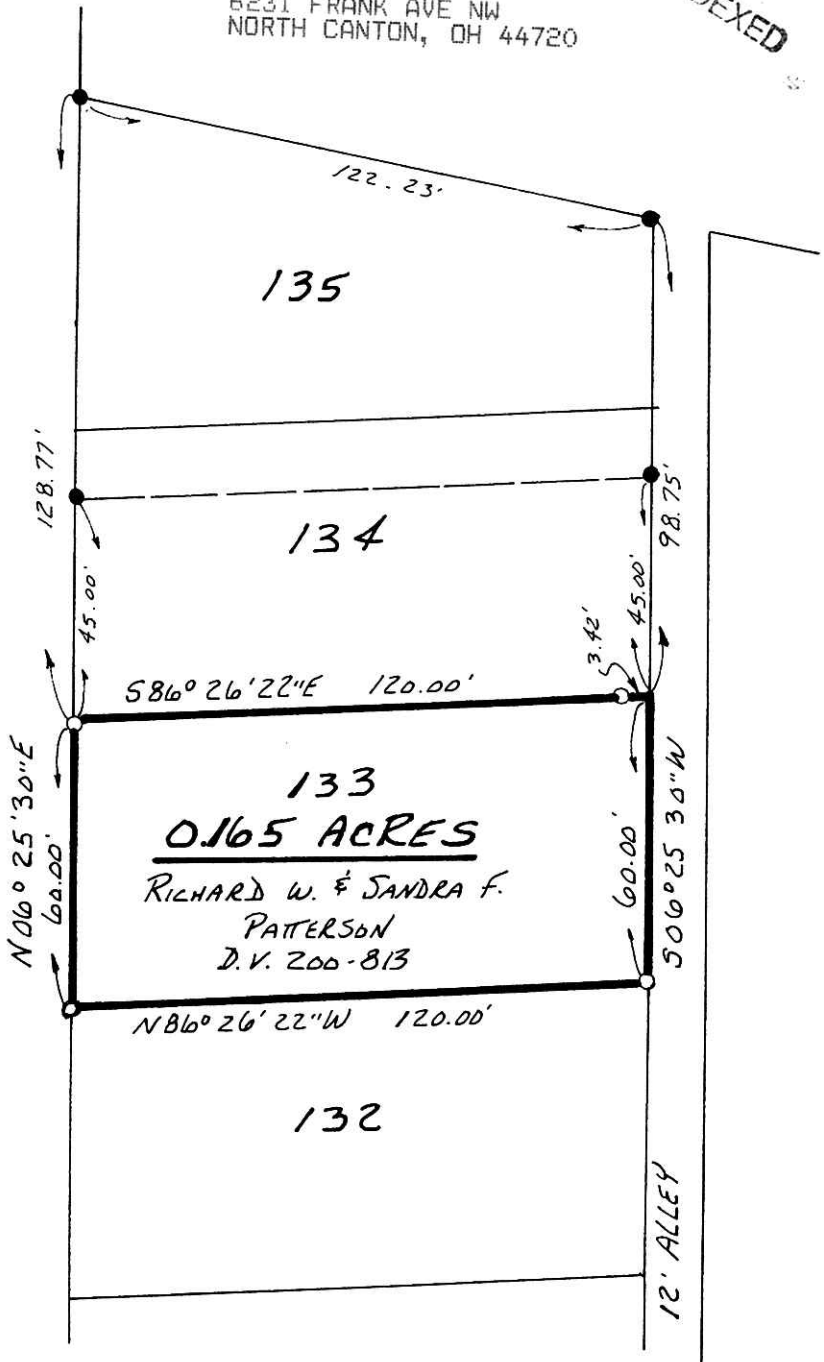 6231 FRANK AVE NW
NORTH CANTON, OH 44720
122.23'
135
128.77'
98.75'
134
45.00'
45.00'
3.42'
S86° 26' 22"E 120.00'
N06° 25' 30"E
60.00'
133
0.165 ACRES
RICHARD W. & SANDRA F.
PATTERSON
D.V. 200-813
60.00'
S06° 25 30"W
N86° 26' 22"W 120.00'
132
12' ALLEY